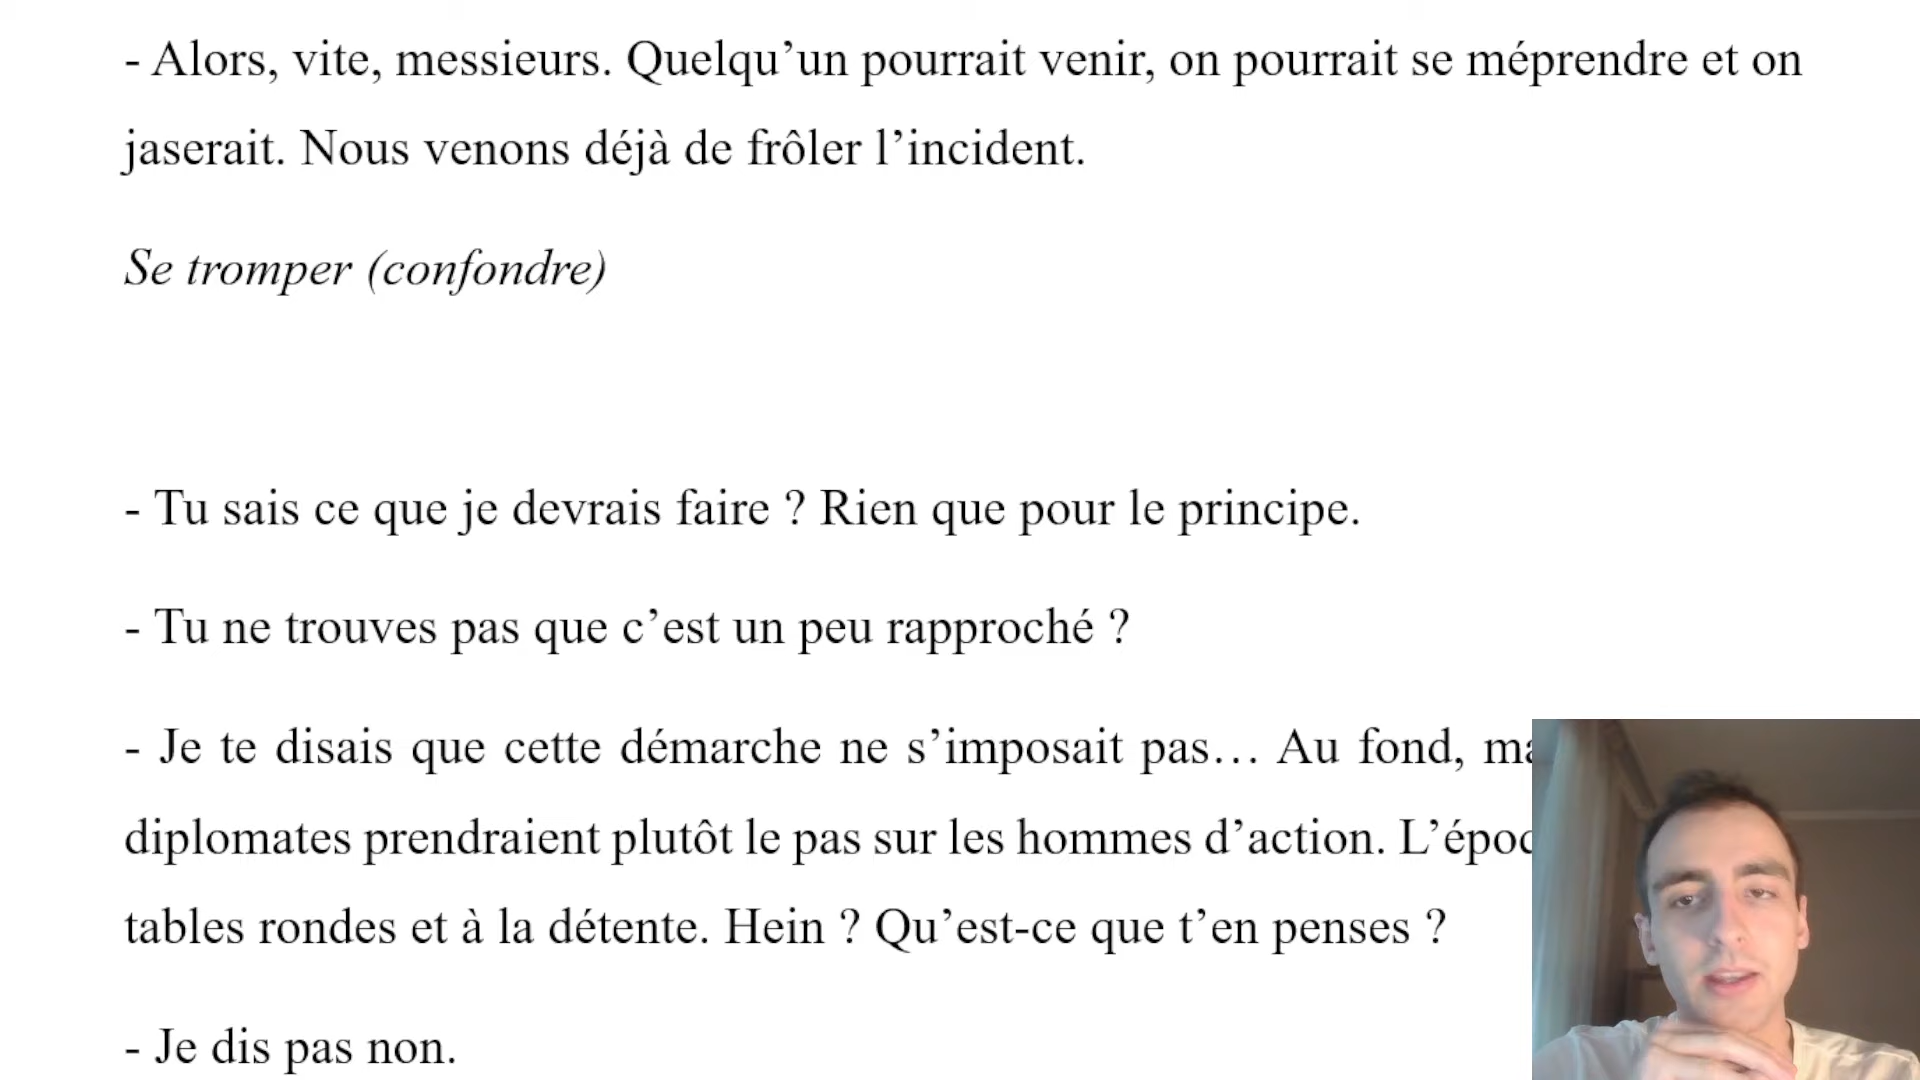 - Alors, vite, messieurs. Quelqu’un pourrait venir, on pourrait se méprendre et on
jaserait. Nous venons déjà de frôler l’incident.
Se tromper (confondre)
- Tu sais ce que je devrais faire ? Rien que pour le principe.
- Tu ne trouves pas que c’est un peu rapproché ?
- Je te disais que cette démarche ne s’imposait pas… Au fond,
diplomates prendraient plutôt le pas sur les hommes d’action.
tables rondes et à la détente. Hein ? Qu’est-ce que t’en penses ?
- Je dis pas non.